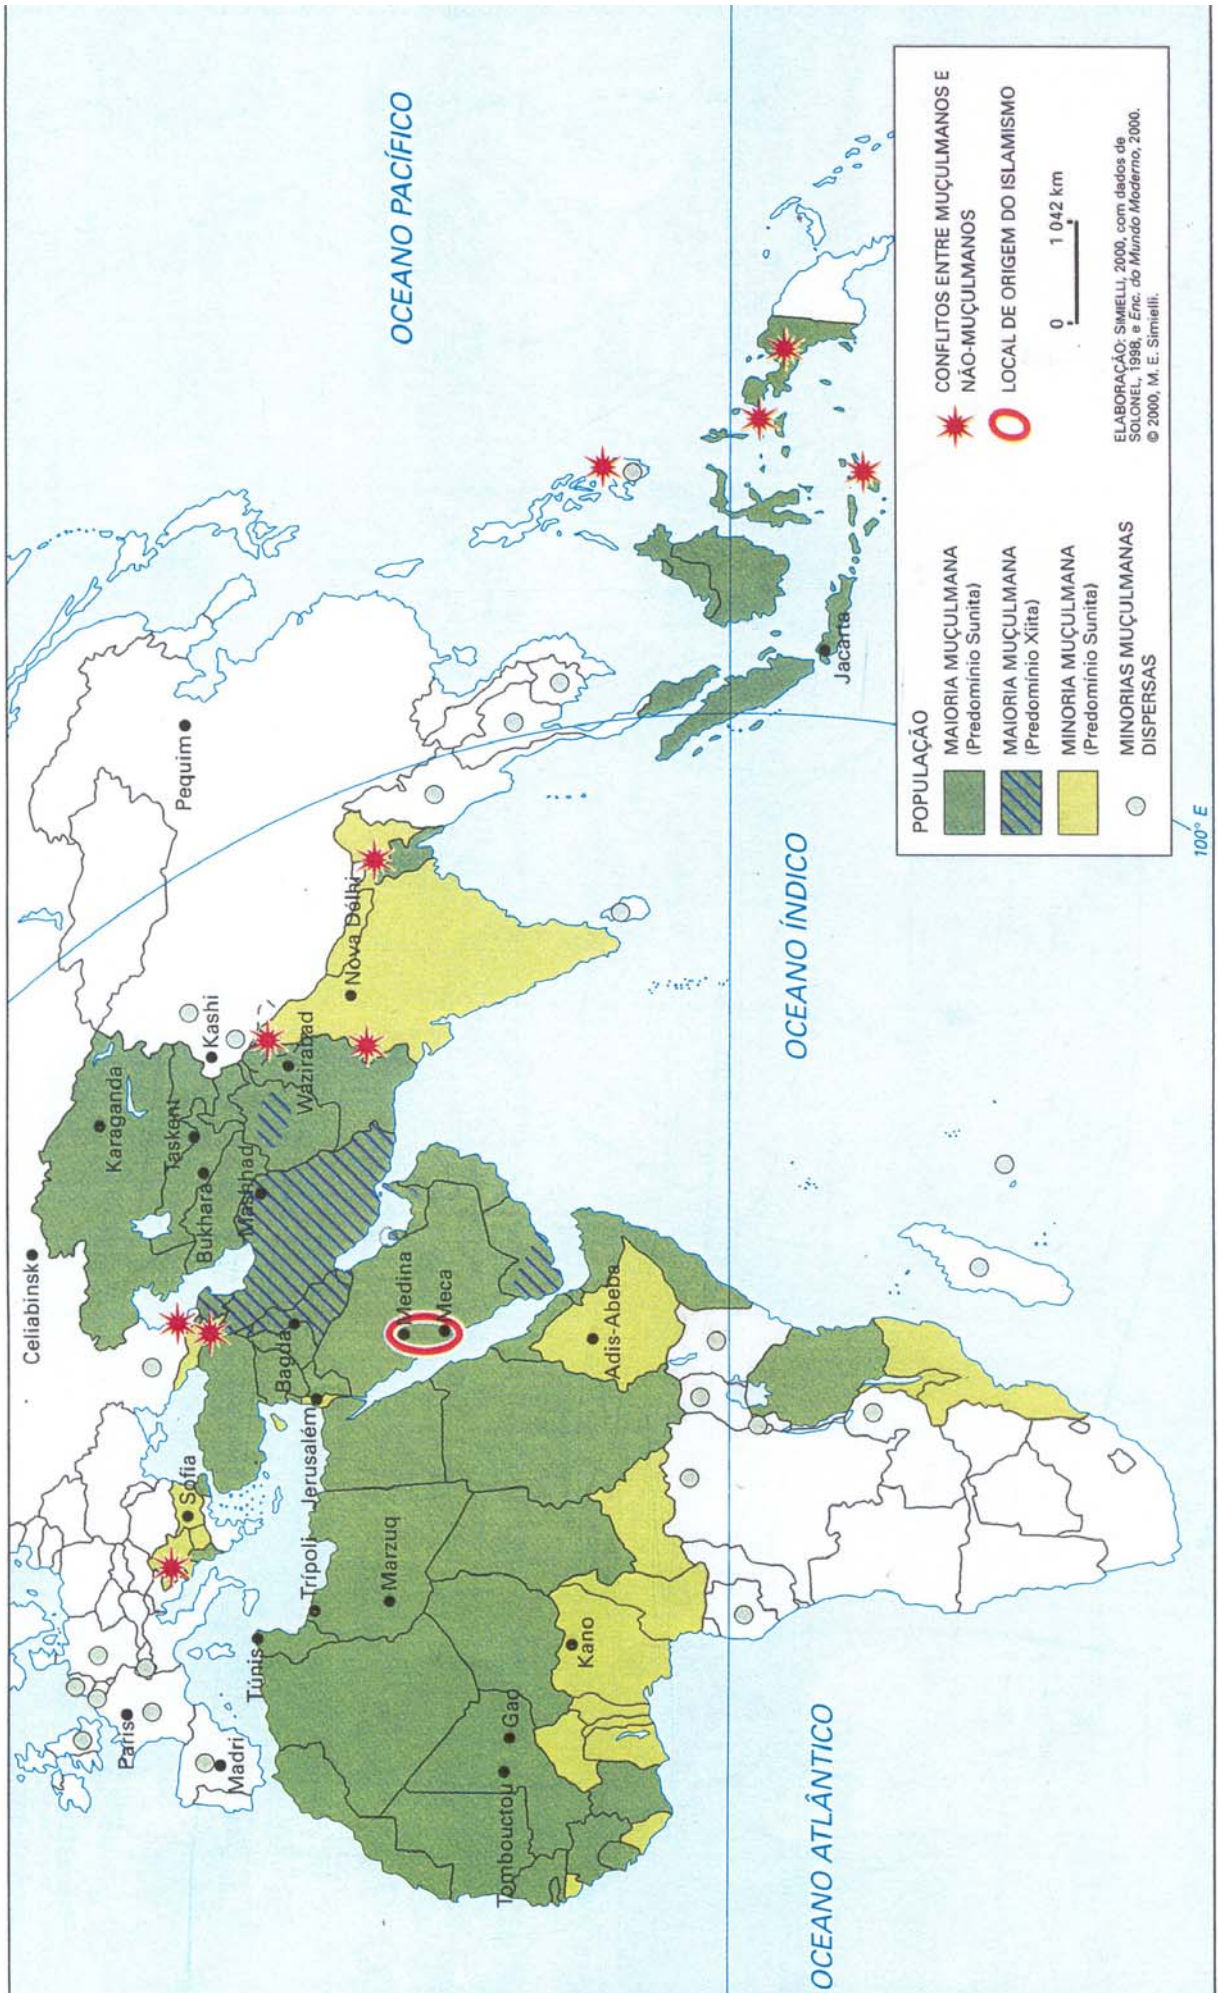 OCEANO PACÍFICO
Celiabinsk
Karaganda
Pequim
Taskent
Kashi
Bukhara
Mashhad
Wazirabad
Nova Délhi
Sófia
Paris
Madri
Túnis
Trípoli
Jerusalém
Bagdá
Medina
Meca
Marzuq
Tombouctou
Gao
Kano
Adis-Abeba
Jacarta
OCEANO ÍNDICO
OCEANO ATLÂNTICO
100° E
POPULAÇÃO
MAIORIA MUÇULMANA
(Predomínio Sunita)
MAIORIA MUÇULMANA
(Predomínio Xiita)
MINORIA MUÇULMANA
(Predomínio Sunita)
MINORIAS MUÇULMANAS
DISPERSAS
CONFLITOS ENTRE MUÇULMANOS E
NÃO-MUÇULMANOS
LOCAL DE ORIGEM DO ISLAMISMO
0 1 042 km
ELABORAÇÃO: SIMIELLI, 2000, com dados de
SOLONEL, 1998, e Enc. do Mundo Moderno, 2000.
© 2000, M. E. Simielli.